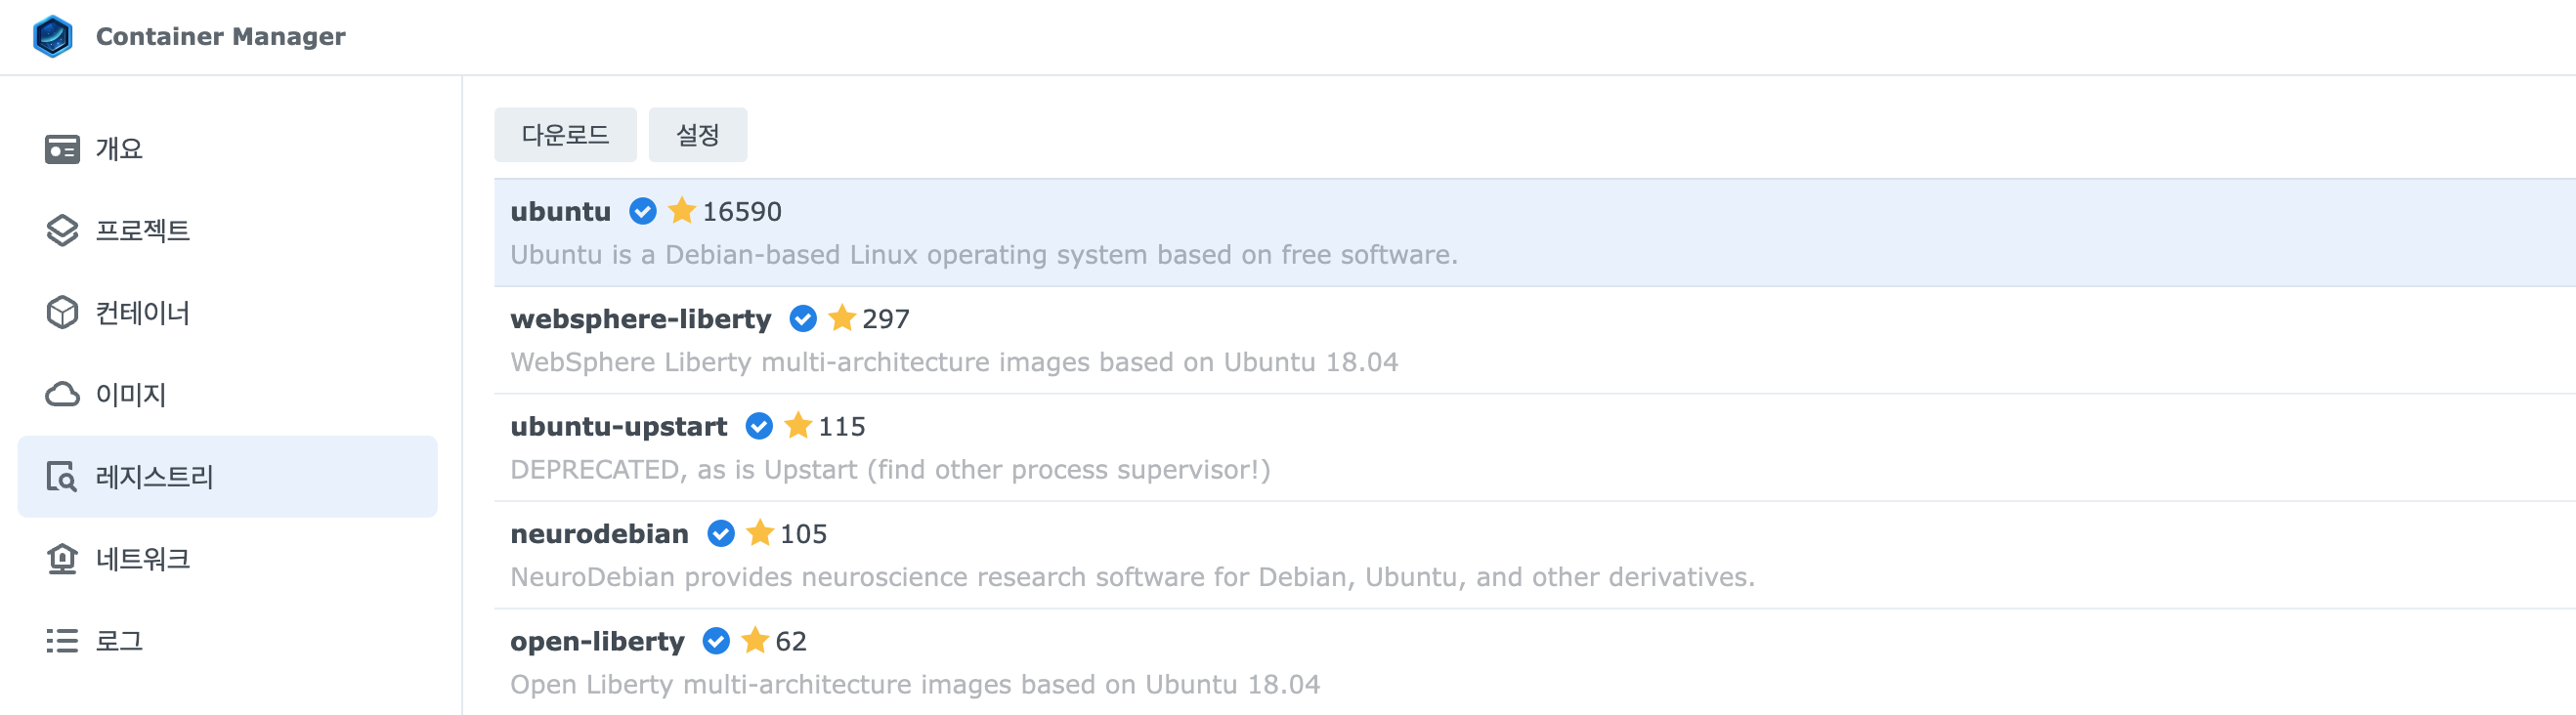 Container Manager
개요
프로젝트
컨테이너
이미지
레지스트리
네트워크
로그
다운로드 설정
ubuntu 16590
Ubuntu is a Debian-based Linux operating system based on free software.
websphere-liberty 297
WebSphere Liberty multi-architecture images based on Ubuntu 18.04
ubuntu-upstart 115
DEPRECATED, as is Upstart (find other process supervisor!)
neurodebian 105
NeuroDebian provides neuroscience research software for Debian, Ubuntu, and other derivatives.
open-liberty 62
Open Liberty multi-architecture images based on Ubuntu 18.04